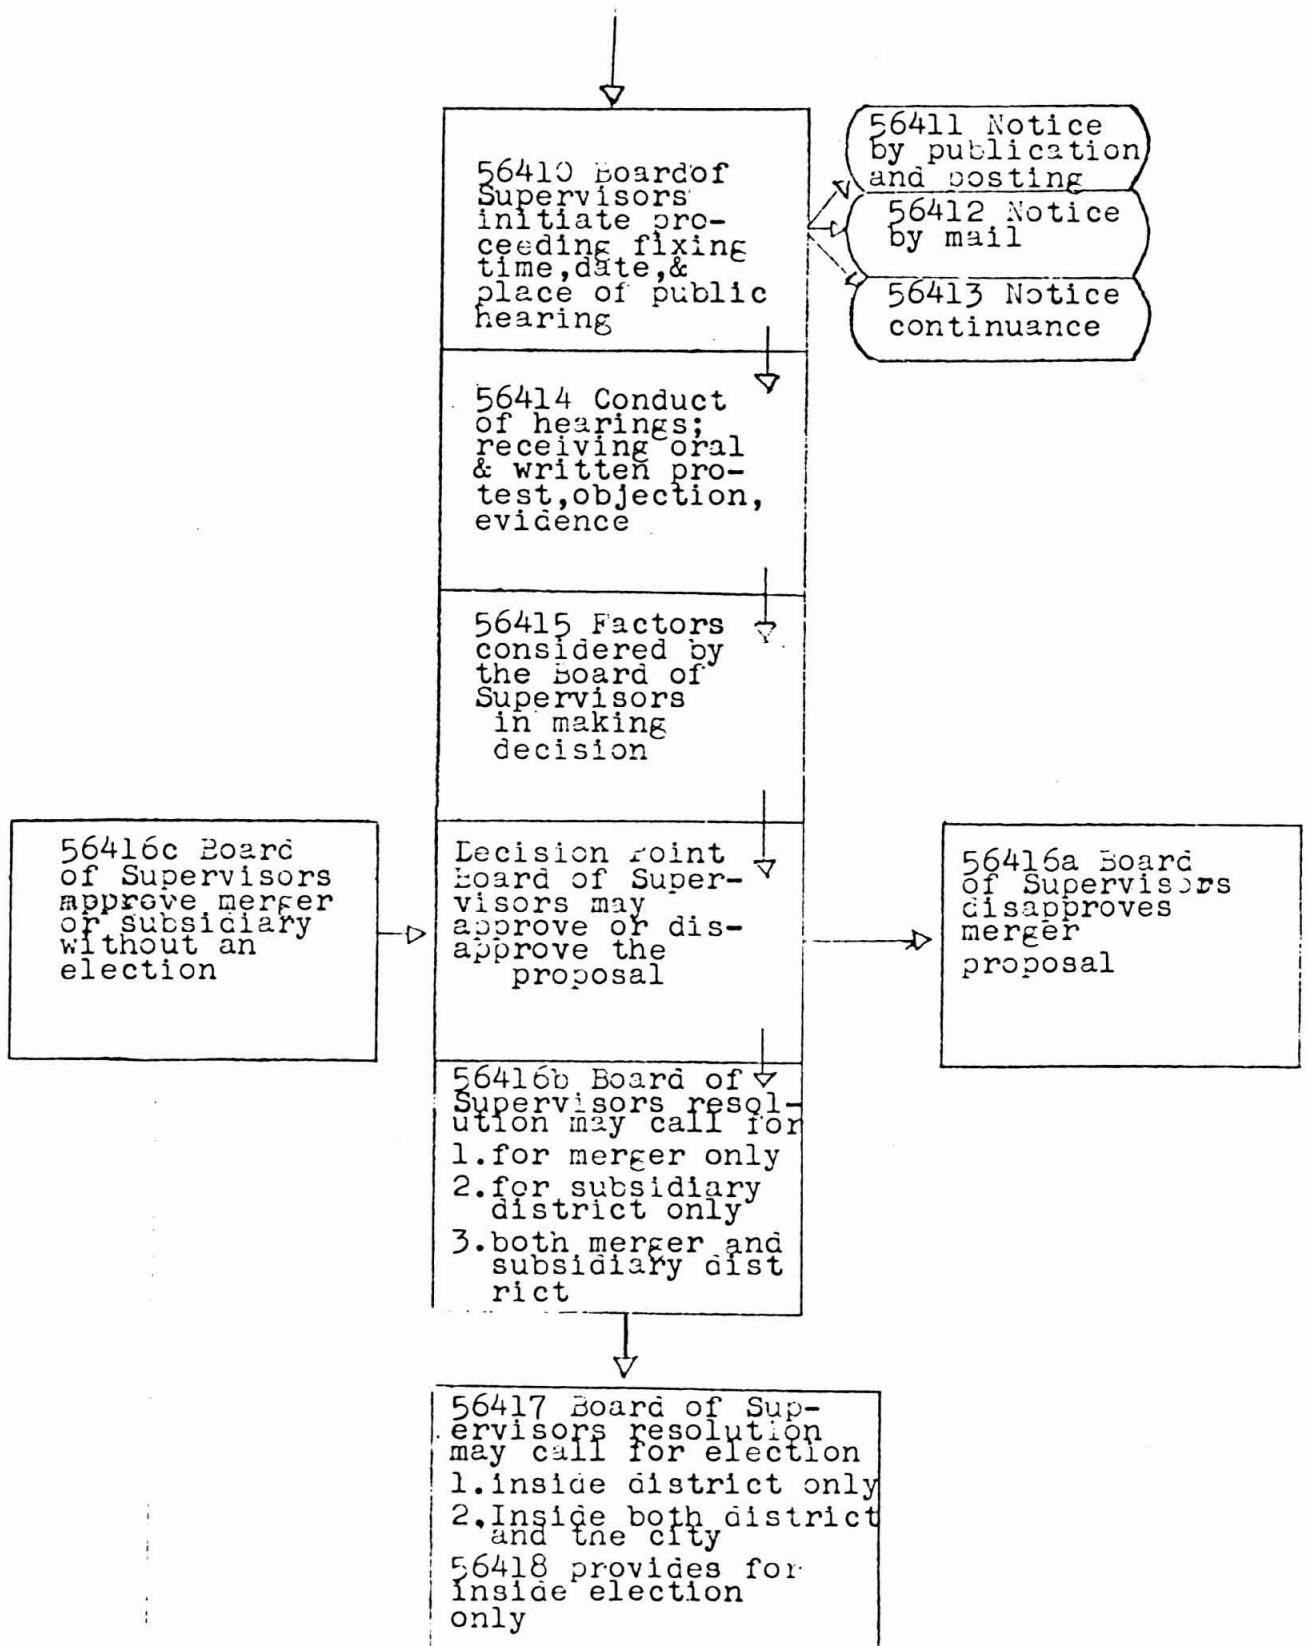 56410 Boardof
Supervisors
initiate pro-
ceeding fixing
time,date,&
place of public
hearing
56411 Notice
by publication
and posting
56412 Notice
by mail
56413 Notice
continuance
56414 Conduct
of hearings;
receiving oral
& written pro-
test,objection,
evidence
56415 Factors
considered by
the Board of
Supervisors
in making
decision
56416c Board
of Supervisors
approve merger
or subsidiary
without an
election
Decision Point
Board of Super-
visors may
approve or dis-
approve the
proposal
56416a Board
of Supervisors
disapproves
merger
proposal
56416b Board of
Supervisors resol-
ution may call for
1.for merger only
2.for subsidiary
district only
3.both merger and
subsidiary dist
rict
56417 Board of Sup-
ervisors resolution
may call for election
1.inside district only
2.Inside both district
and the city
56418 provides for
inside election
only